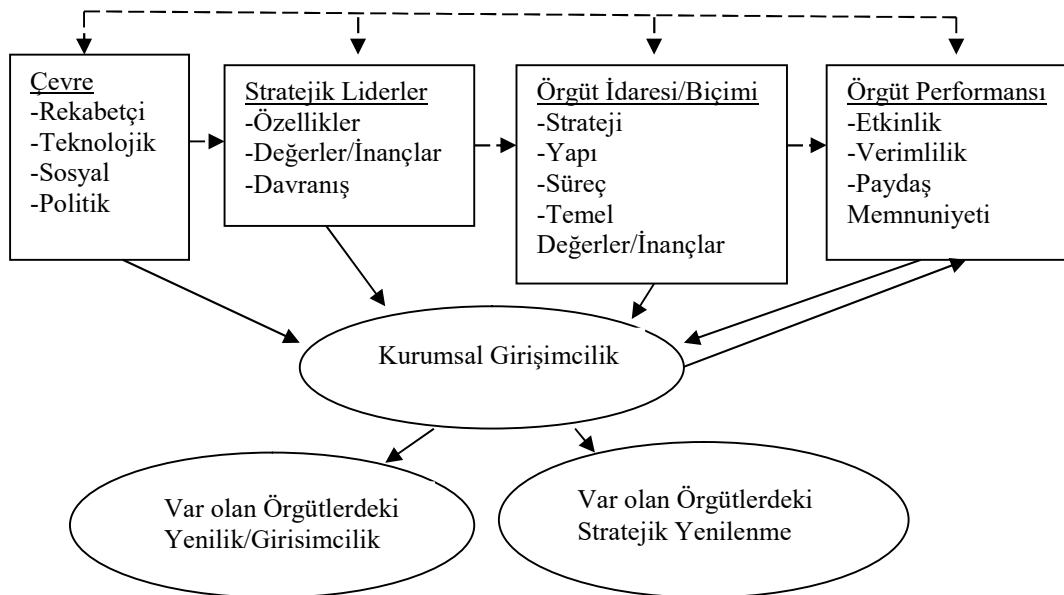 Çevre
-Rekabetçi
-Teknolojik
-Sosyal
-Politik
Stratejik Liderler
-Özellikler
-Değerler/İnançlar
-Davranış
Örgüt İdaresi/Biçimi
-Strateji
-Yapı
-Süreç
-Temel
Değerler/İnançlar
Örgüt Performansı
-Etkinlik
-Verimlilik
-Paydaş
Memnuniyeti
Kurumsal Girişimcilik
Var olan Örgütlerdeki
Yenilik/Girisimcilik
Var olan Örgütlerdeki
Stratejik Yenilenme